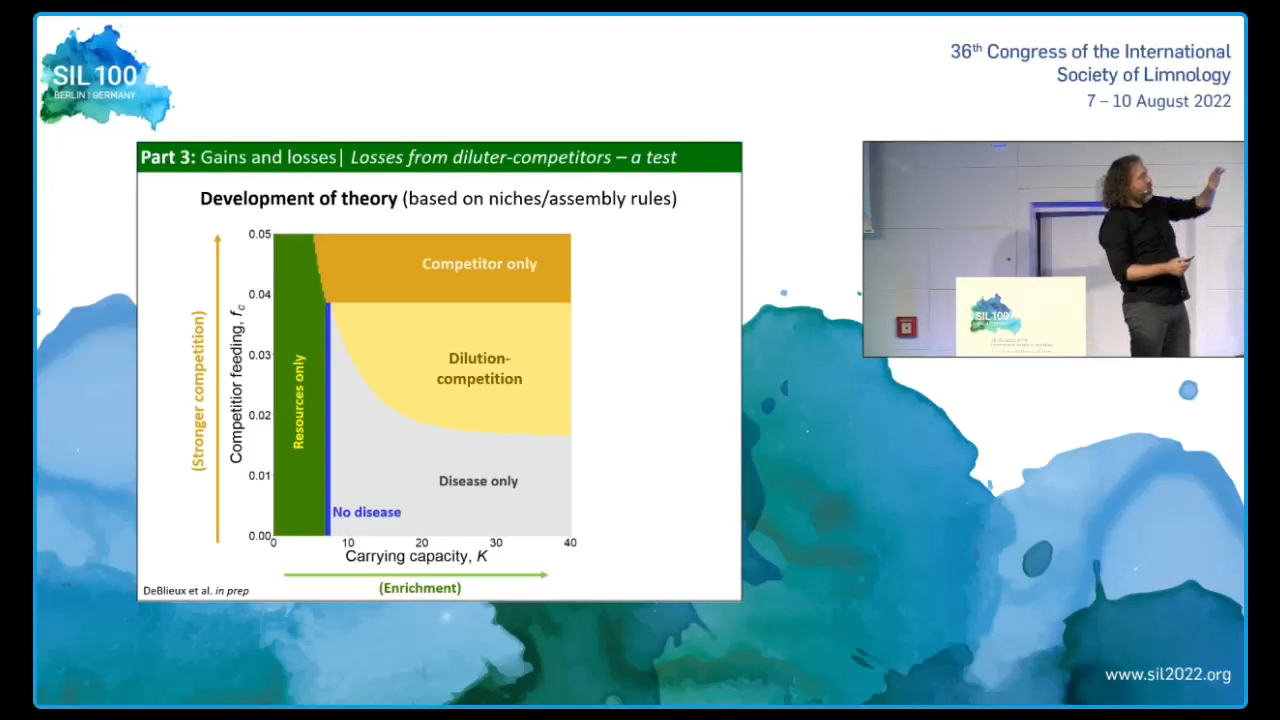 SIL 100
BERLIN | GERMANY
36th Congress of the International
Society of Limnology
7 – 10 August 2022
Part 3: Gains and losses| Losses from diluter-competitors – a test
Development of theory (based on niches/assembly rules)
(Stronger competition)
Competitior feeding, fc
0.05
0.04
0.03
0.02
0.01
0.00
Competitor only
Dilution-
competition
Resources only
Disease only
No disease
0
10
20
30
40
Carrying capacity, K
(Enrichment)
DeBlieux et al. in prep
SIL 100
www.sil2022.org